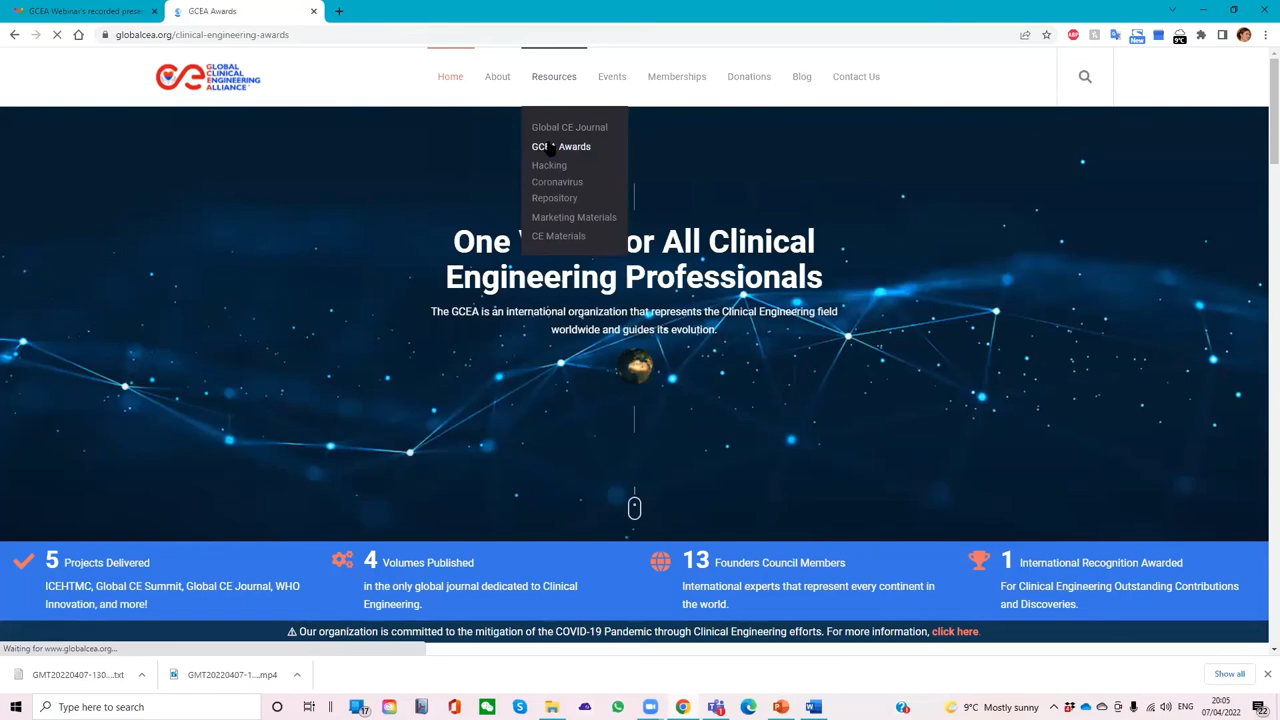 GCEA Webinar's recorded prese
GCEA Awards
globalcea.org/clinical-engineering-awards
New
9°C
GLOBAL
CLINICAL
ENGINEERING
ALLIANCE
Home About Resources Events Memberships Donations Blog Contact Us
Global CE Journal
GCEA Awards
Hacking
Coronavirus
Repository
Marketing Materials
CE Materials
One or All Clinical
Engineering Professionals
The GCEA is an international organization that represents the Clinical Engineering field
worldwide and guides its evolution.
5 Projects Delivered
ICEHTMC, Global CE Summit, Global CE Journal, WHO
Innovation, and more!
4 Volumes Published
in the only global journal dedicated to Clinical
Engineering.
13 Founders Council Members
International experts that represent every continent in
the world.
1 International Recognition Awarded
For Clinical Engineering Outstanding Contributions
and Discoveries.
⚠ Our organization is committed to the mitigation of the COVID-19 Pandemic through Clinical Engineering efforts. For more information, click here.
Waiting for www.globalcea.org...
GMT20220407-130....txt
GMT20220407-1....mp4
Show all
Type here to search
17
9°C Mostly sunny
ENG
20:05
07/04/2022
22